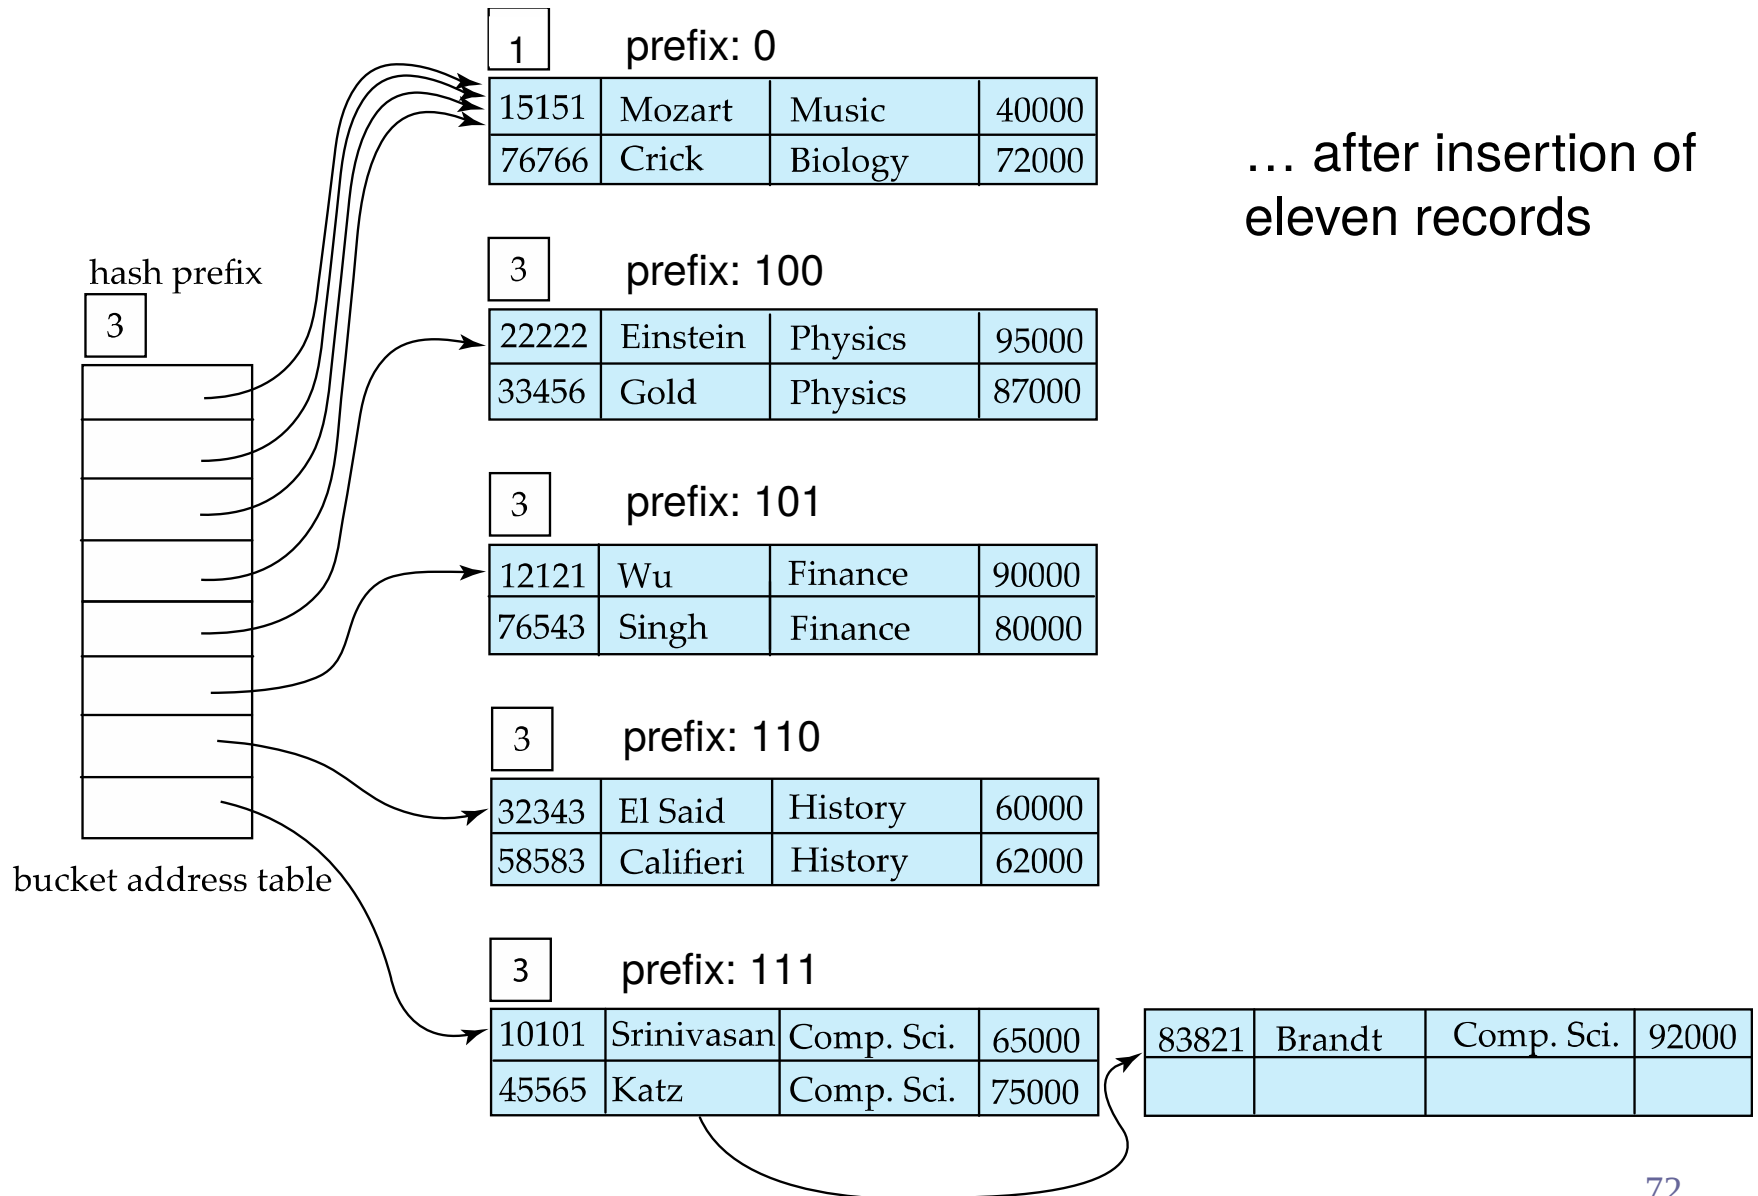 1 prefix: 0
15151 Mozart Music 40000
76766 Crick Biology 72000
… after insertion of
eleven records
hash prefix
3
3 prefix: 100
22222 Einstein Physics 95000
33456 Gold Physics 87000
3 prefix: 101
12121 Wu Finance 90000
76543 Singh Finance 80000
3 prefix: 110
32343 El Said History 60000
58583 Califieri History 62000
bucket address table
3 prefix: 111
10101 Srinivasan Comp. Sci. 65000
45565 Katz Comp. Sci. 75000
83821 Brandt Comp. Sci. 92000
72